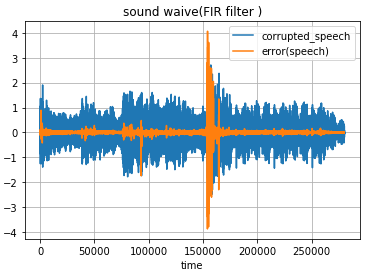 sound waive(FIR filter )
corrupted_speech
error(speech)
4
3
2
1
0
−1
−2
−3
−4
0 50000 100000 150000 200000 250000
time